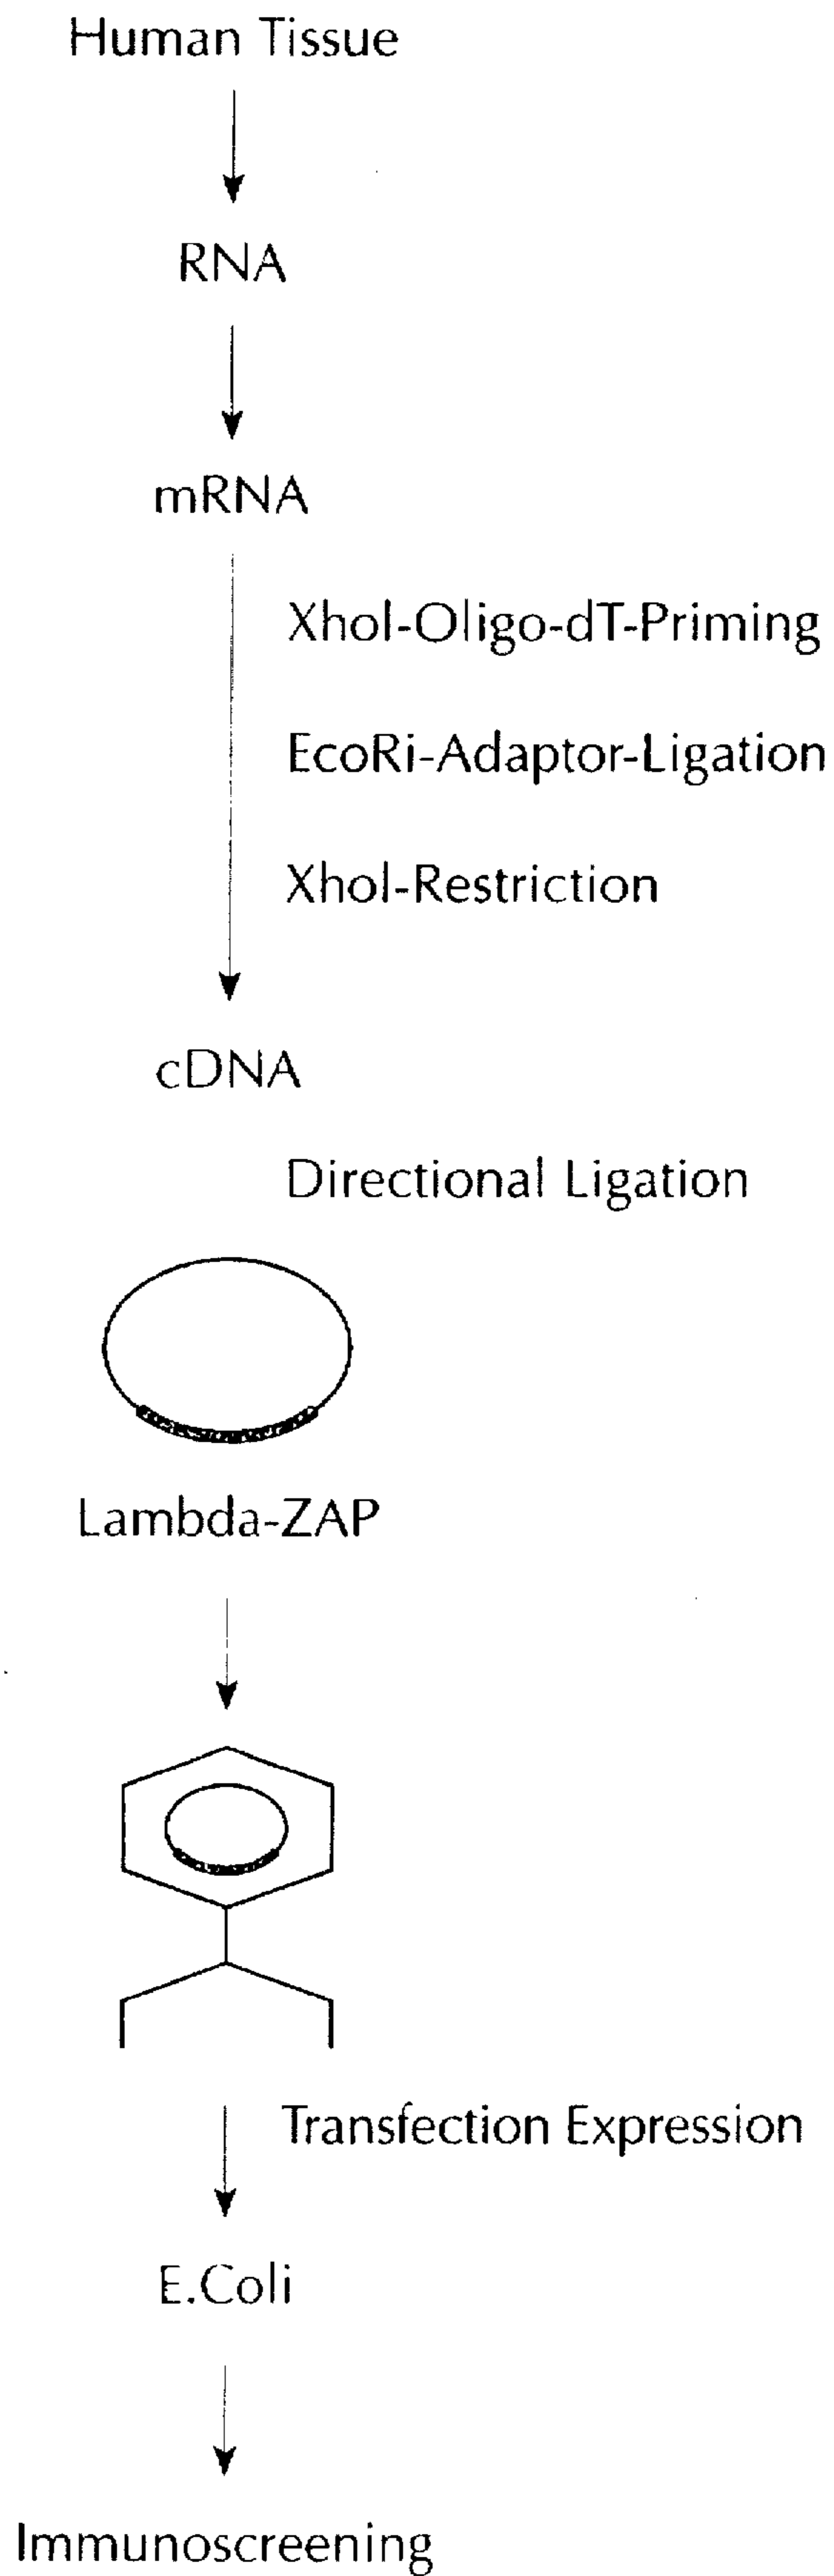 Human Tissue
RNA
mRNA
XhoI-Oligo-dT-Priming
EcoRi-Adaptor-Ligation
XhoI-Restriction
cDNA
Directional Ligation
Lambda-ZAP
Transfection Expression
E.Coli
Immunoscreening